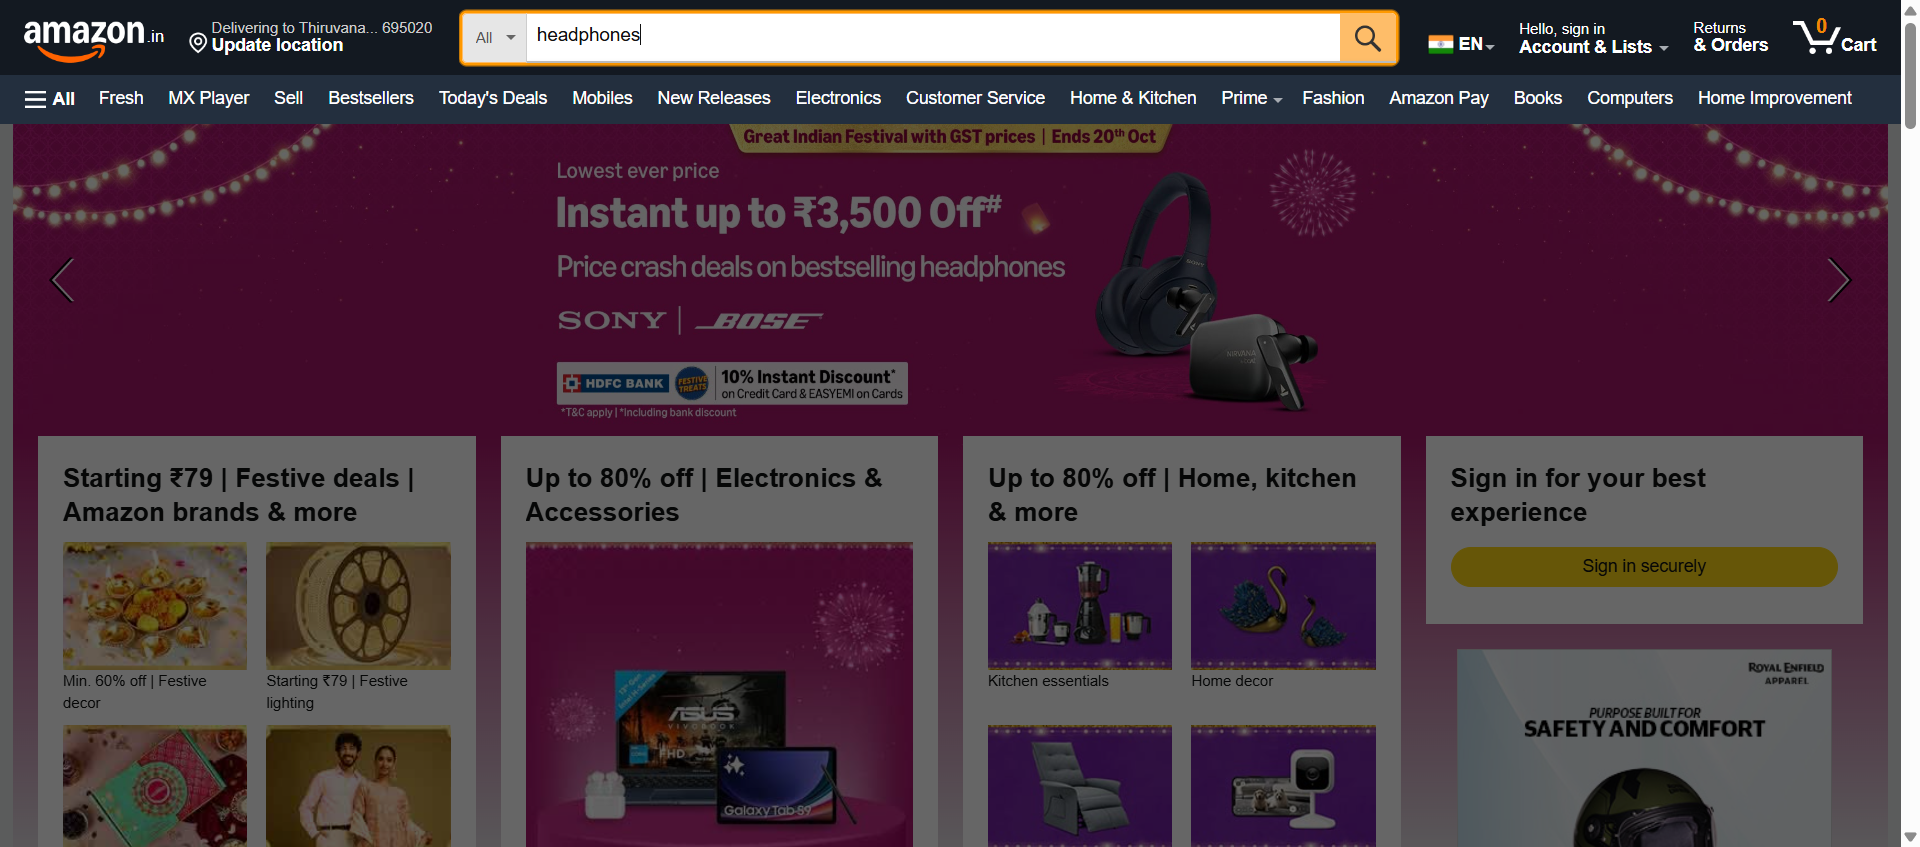 amazon.in
Delivering to Thiruvana... 695020
Update location
All
headphones
EN
Hello, sign in
Account & Lists
Returns
& Orders
0
Cart
All
Fresh
MX Player
Sell
Bestsellers
Today's Deals
Mobiles
New Releases
Electronics
Customer Service
Home & Kitchen
Prime
Fashion
Amazon Pay
Books
Computers
Home Improvement
Great Indian Festival with GST prices | Ends 20th Oct
Lowest ever price
Instant up to ₹3,500 Off#
Price crash deals on bestselling headphones
SONY | BOSE
HDFC BANK
FESTIVE TREATS
10% Instant Discount*
on Credit Card & EASYEMI on Cards
*T&C apply | *Including bank discount
SONY
NIRVANA
Starting ₹79 | Festive deals |
Amazon brands & more
Min. 60% off | Festive
decor
Starting ₹79 | Festive
lighting
Up to 80% off | Electronics &
Accessories
13th Gen
Intel H-Series
ASUS
VIVOBOOK
FHD
Galaxy Tab S9
Up to 80% off | Home, kitchen
& more
Kitchen essentials
Home decor
Sign in for your best
experience
Sign in securely
ROYAL ENFIELD
APPAREL
PURPOSE BUILT FOR
SAFETY AND COMFORT